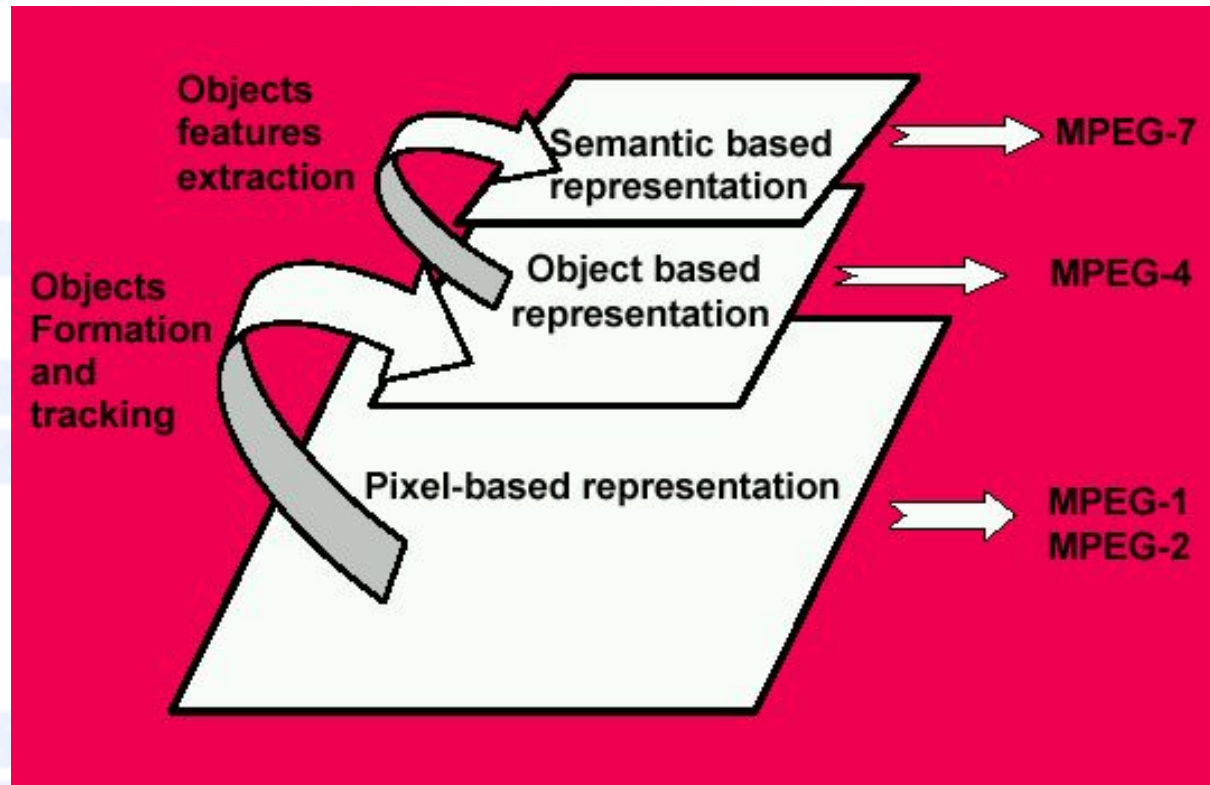 Objects
features
extraction
Semantic based
representation
MPEG-7
Object based
representation
MPEG-4
Objects
Formation
and
tracking
Pixel-based representation
MPEG-1
MPEG-2